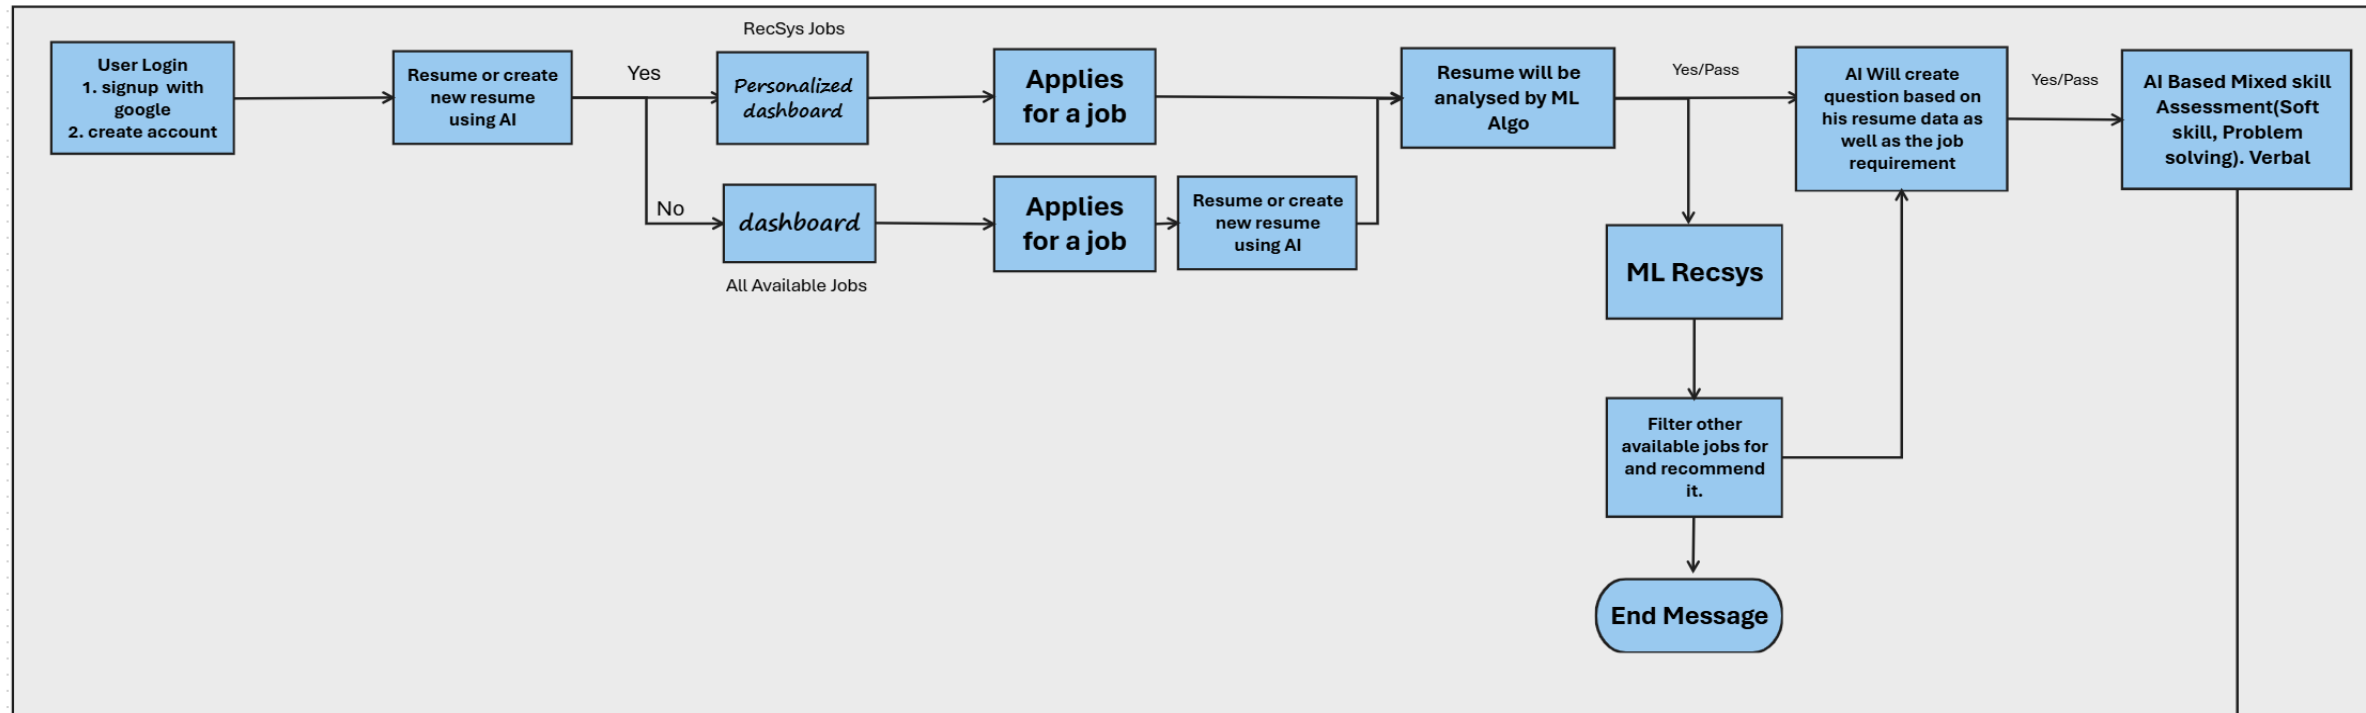 RecSys Jobs
User Login
1. signup with
google
2. create account
Resume or create
new resume
using AI
Yes
Personalized
dashboard
Applies
for a job
Resume will be
analysed by ML
Algo
Yes/Pass
AI Will create
question based on
his resume data as
well as the job
requirement
Yes/Pass
AI Based Mixed skill
Assessment(Soft
skill, Problem
solving). Verbal
No
dashboard
All Available Jobs
Applies
for a job
Resume or create
new resume
using AI
ML Recsys
Filter other
available jobs for
and recommend
it.
End Message